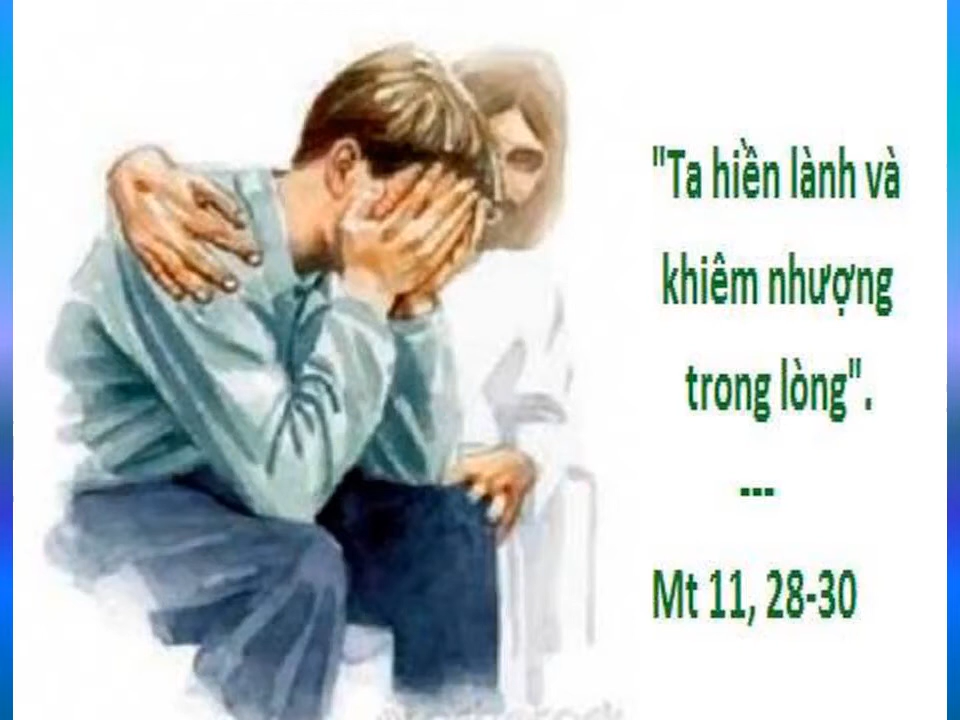 "Ta hiền lành và
khiêm nhượng
trong lòng".
---
Mt 11, 28-30